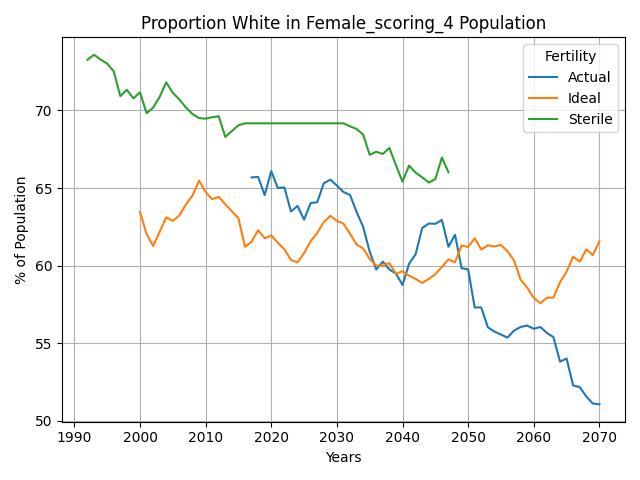 Proportion White in Female_scoring_4 Population
Fertility
Actual
Ideal
Sterile
% of Population
70
65
60
55
50
1990 2000 2010 2020 2030 2040 2050 2060 2070
Years